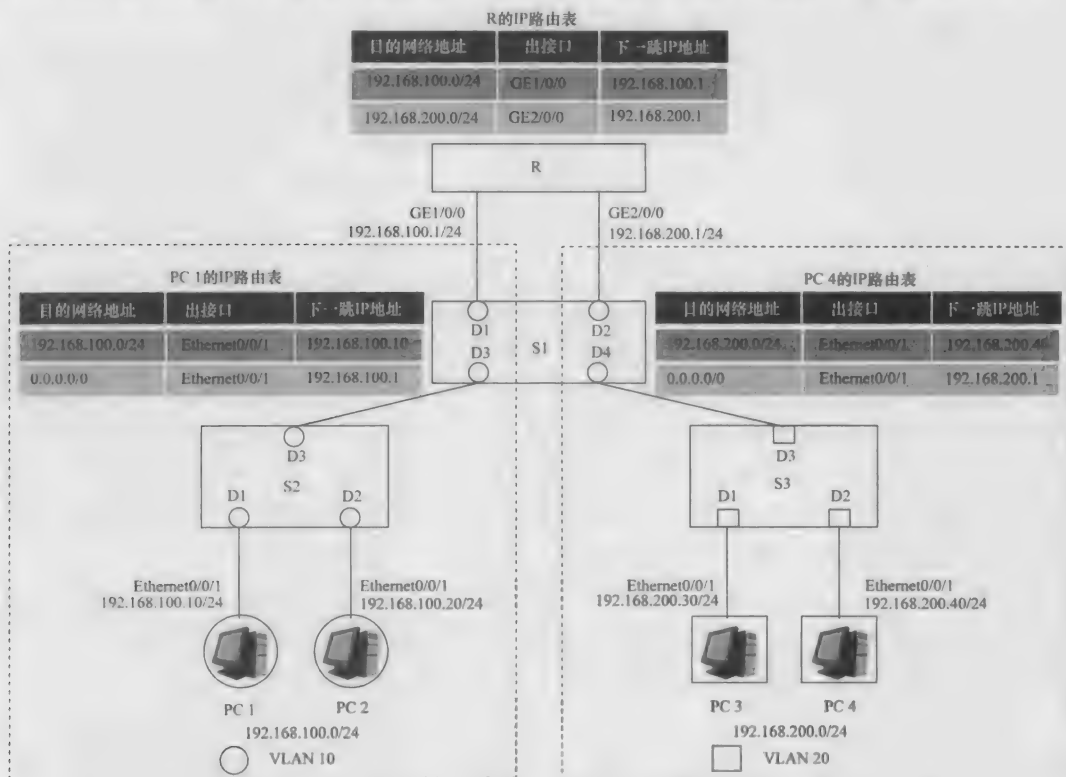 R的IP路由表
目的网络地址 出接口 下一跳IP地址
192.168.100.0/24 GE1/0/0 192.168.100.1
192.168.200.0/24 GE2/0/0 192.168.200.1
R
GE1/0/0
192.168.100.1/24
GE2/0/0
192.168.200.1/24
PC 1的IP路由表
目的网络地址 出接口 下一跳IP地址
192.168.100.0/24 Ethernet0/0/1 192.168.100.10
0.0.0.0/0 Ethernet0/0/1 192.168.100.1
D1
D2
D3
D4
S1
PC 4的IP路由表
目的网络地址 出接口 下一跳IP地址
192.168.200.0/24 Ethernet0/0/1 192.168.200.40
0.0.0.0/0 Ethernet0/0/1 192.168.200.1
D3
S2
D1
D2
D3
S3
D1
D2
Ethernet0/0/1
192.168.100.10/24
Ethernet0/0/1
192.168.100.20/24
Ethernet0/0/1
192.168.200.30/24
Ethernet0/0/1
192.168.200.40/24
PC 1
PC 2
PC 3
PC 4
192.168.100.0/24
VLAN 10
192.168.200.0/24
VLAN 20